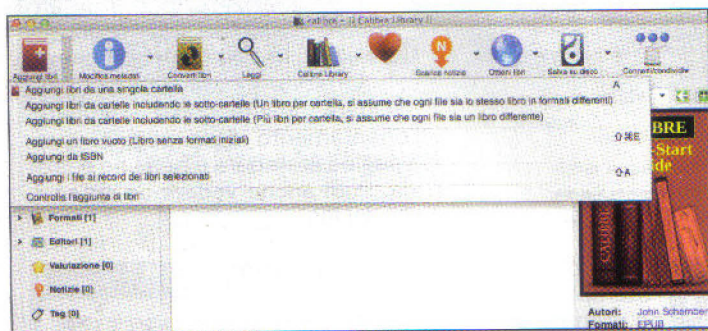 calibre - || Calibre Library ||
Aggiungi libri
Modifica metadati
Converti libri
Leggi
Calibre Library
Scarica notizie
Ottieni libri
Salva su disco
Connetti/condividi
Aggiungi libri da una singola cartella A
Aggiungi libri da cartelle includendo le sotto-cartelle (Un libro per cartella, si assume che ogni file sia lo stesso libro in formati differenti)
Aggiungi libri da cartelle includendo le sotto-cartelle (Più libri per cartella, si assume che ogni file sia un libro differente)
Aggiungi un libro vuoto (Libro senza formati iniziali) ⇧⌘E
Aggiungi da ISBN
Aggiungi i file ai record dei libri selezionati ⇧A
Controlla l'aggiunta di libri
Formati [1]
Editori [1]
Valutazione [0]
Notizie [0]
Tag [0]
BRE
-Start
ide
CALIBRE
Autori: John Schember
Formati: EPUB